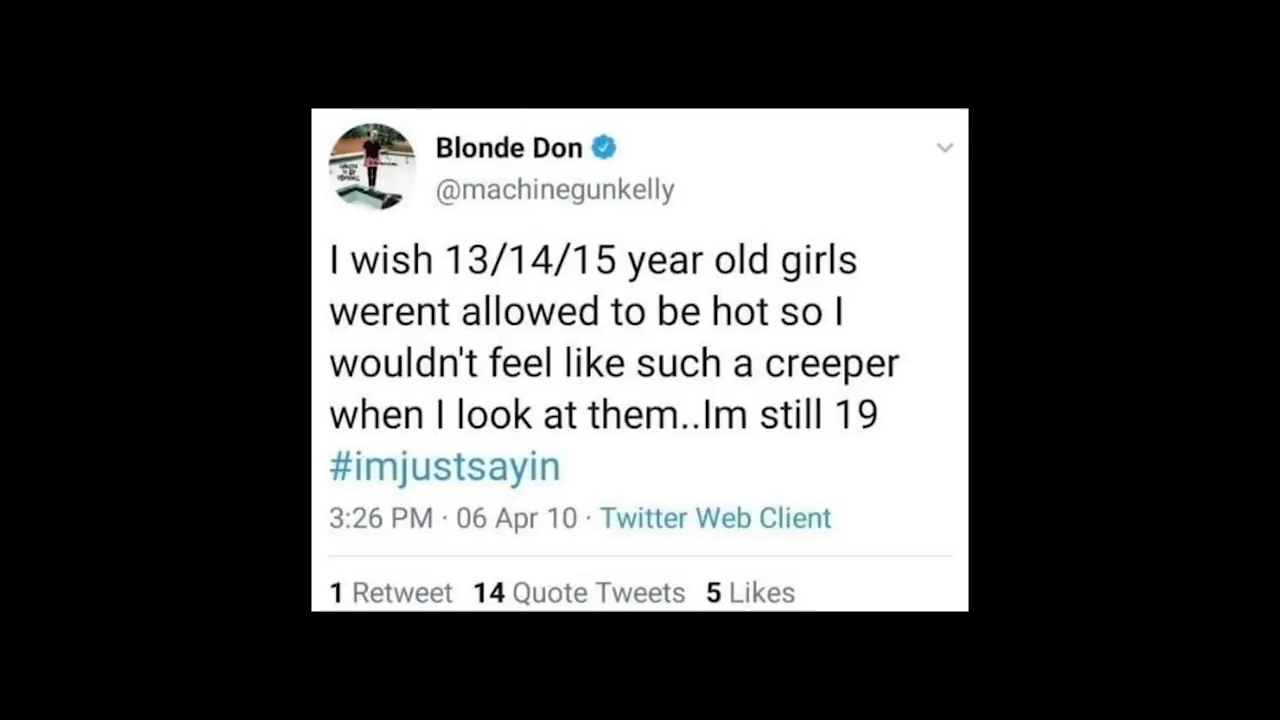 Blonde Don
@machinegunkelly
I wish 13/14/15 year old girls
werent allowed to be hot so I
wouldn't feel like such a creeper
when I look at them..Im still 19
#imjustsayin
3:26 PM · 06 Apr 10 · Twitter Web Client
1 Retweet 14 Quote Tweets 5 Likes